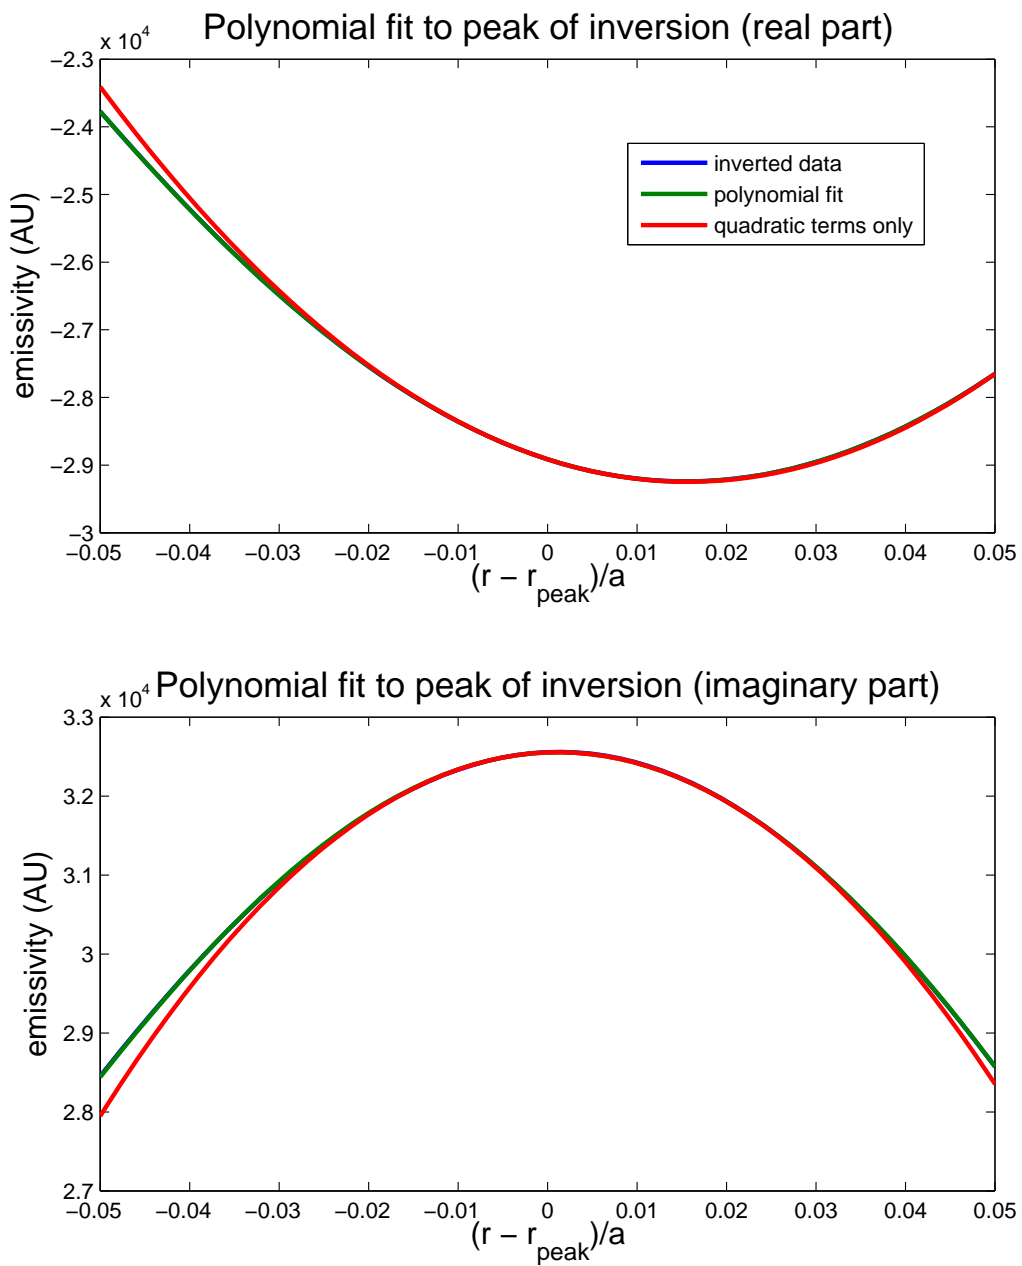 Polynomial fit to peak of inversion (real part)
x 10^4
−2.3
−2.4
−2.5
−2.6
−2.7
−2.8
−2.9
−3
emissivity (AU)
inverted data
polynomial fit
quadratic terms only
−0.05 −0.04 −0.03 −0.02 −0.01 0 0.01 0.02 0.03 0.04 0.05
(r − r_peak)/a
Polynomial fit to peak of inversion (imaginary part)
x 10^4
3.3
3.2
3.1
3
2.9
2.8
2.7
emissivity (AU)
−0.05 −0.04 −0.03 −0.02 −0.01 0 0.01 0.02 0.03 0.04 0.05
(r − r_peak)/a